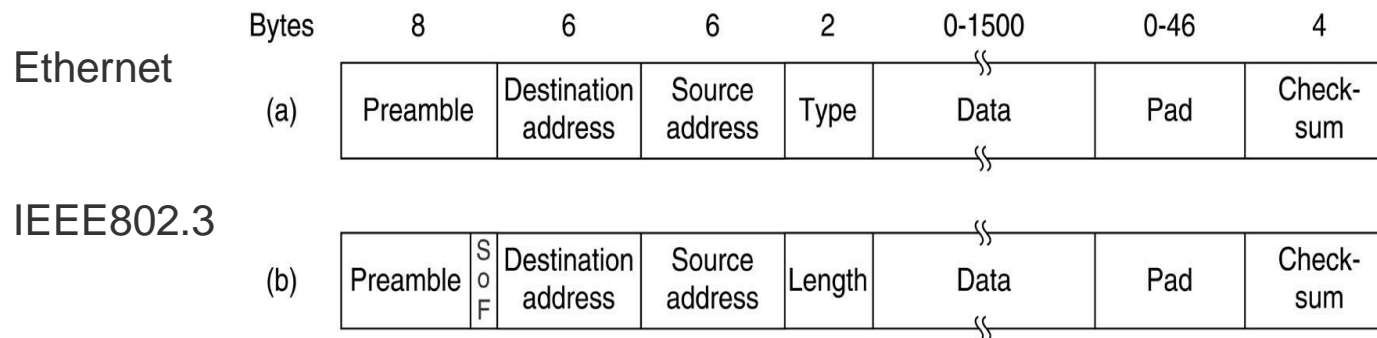 Bytes 8 6 6 2 0-1500 0-46 4
Ethernet
(a) Preamble Destination address Source address Type Data Pad Check-sum
IEEE802.3
(b) Preamble SoF Destination address Source address Length Data Pad Check-sum